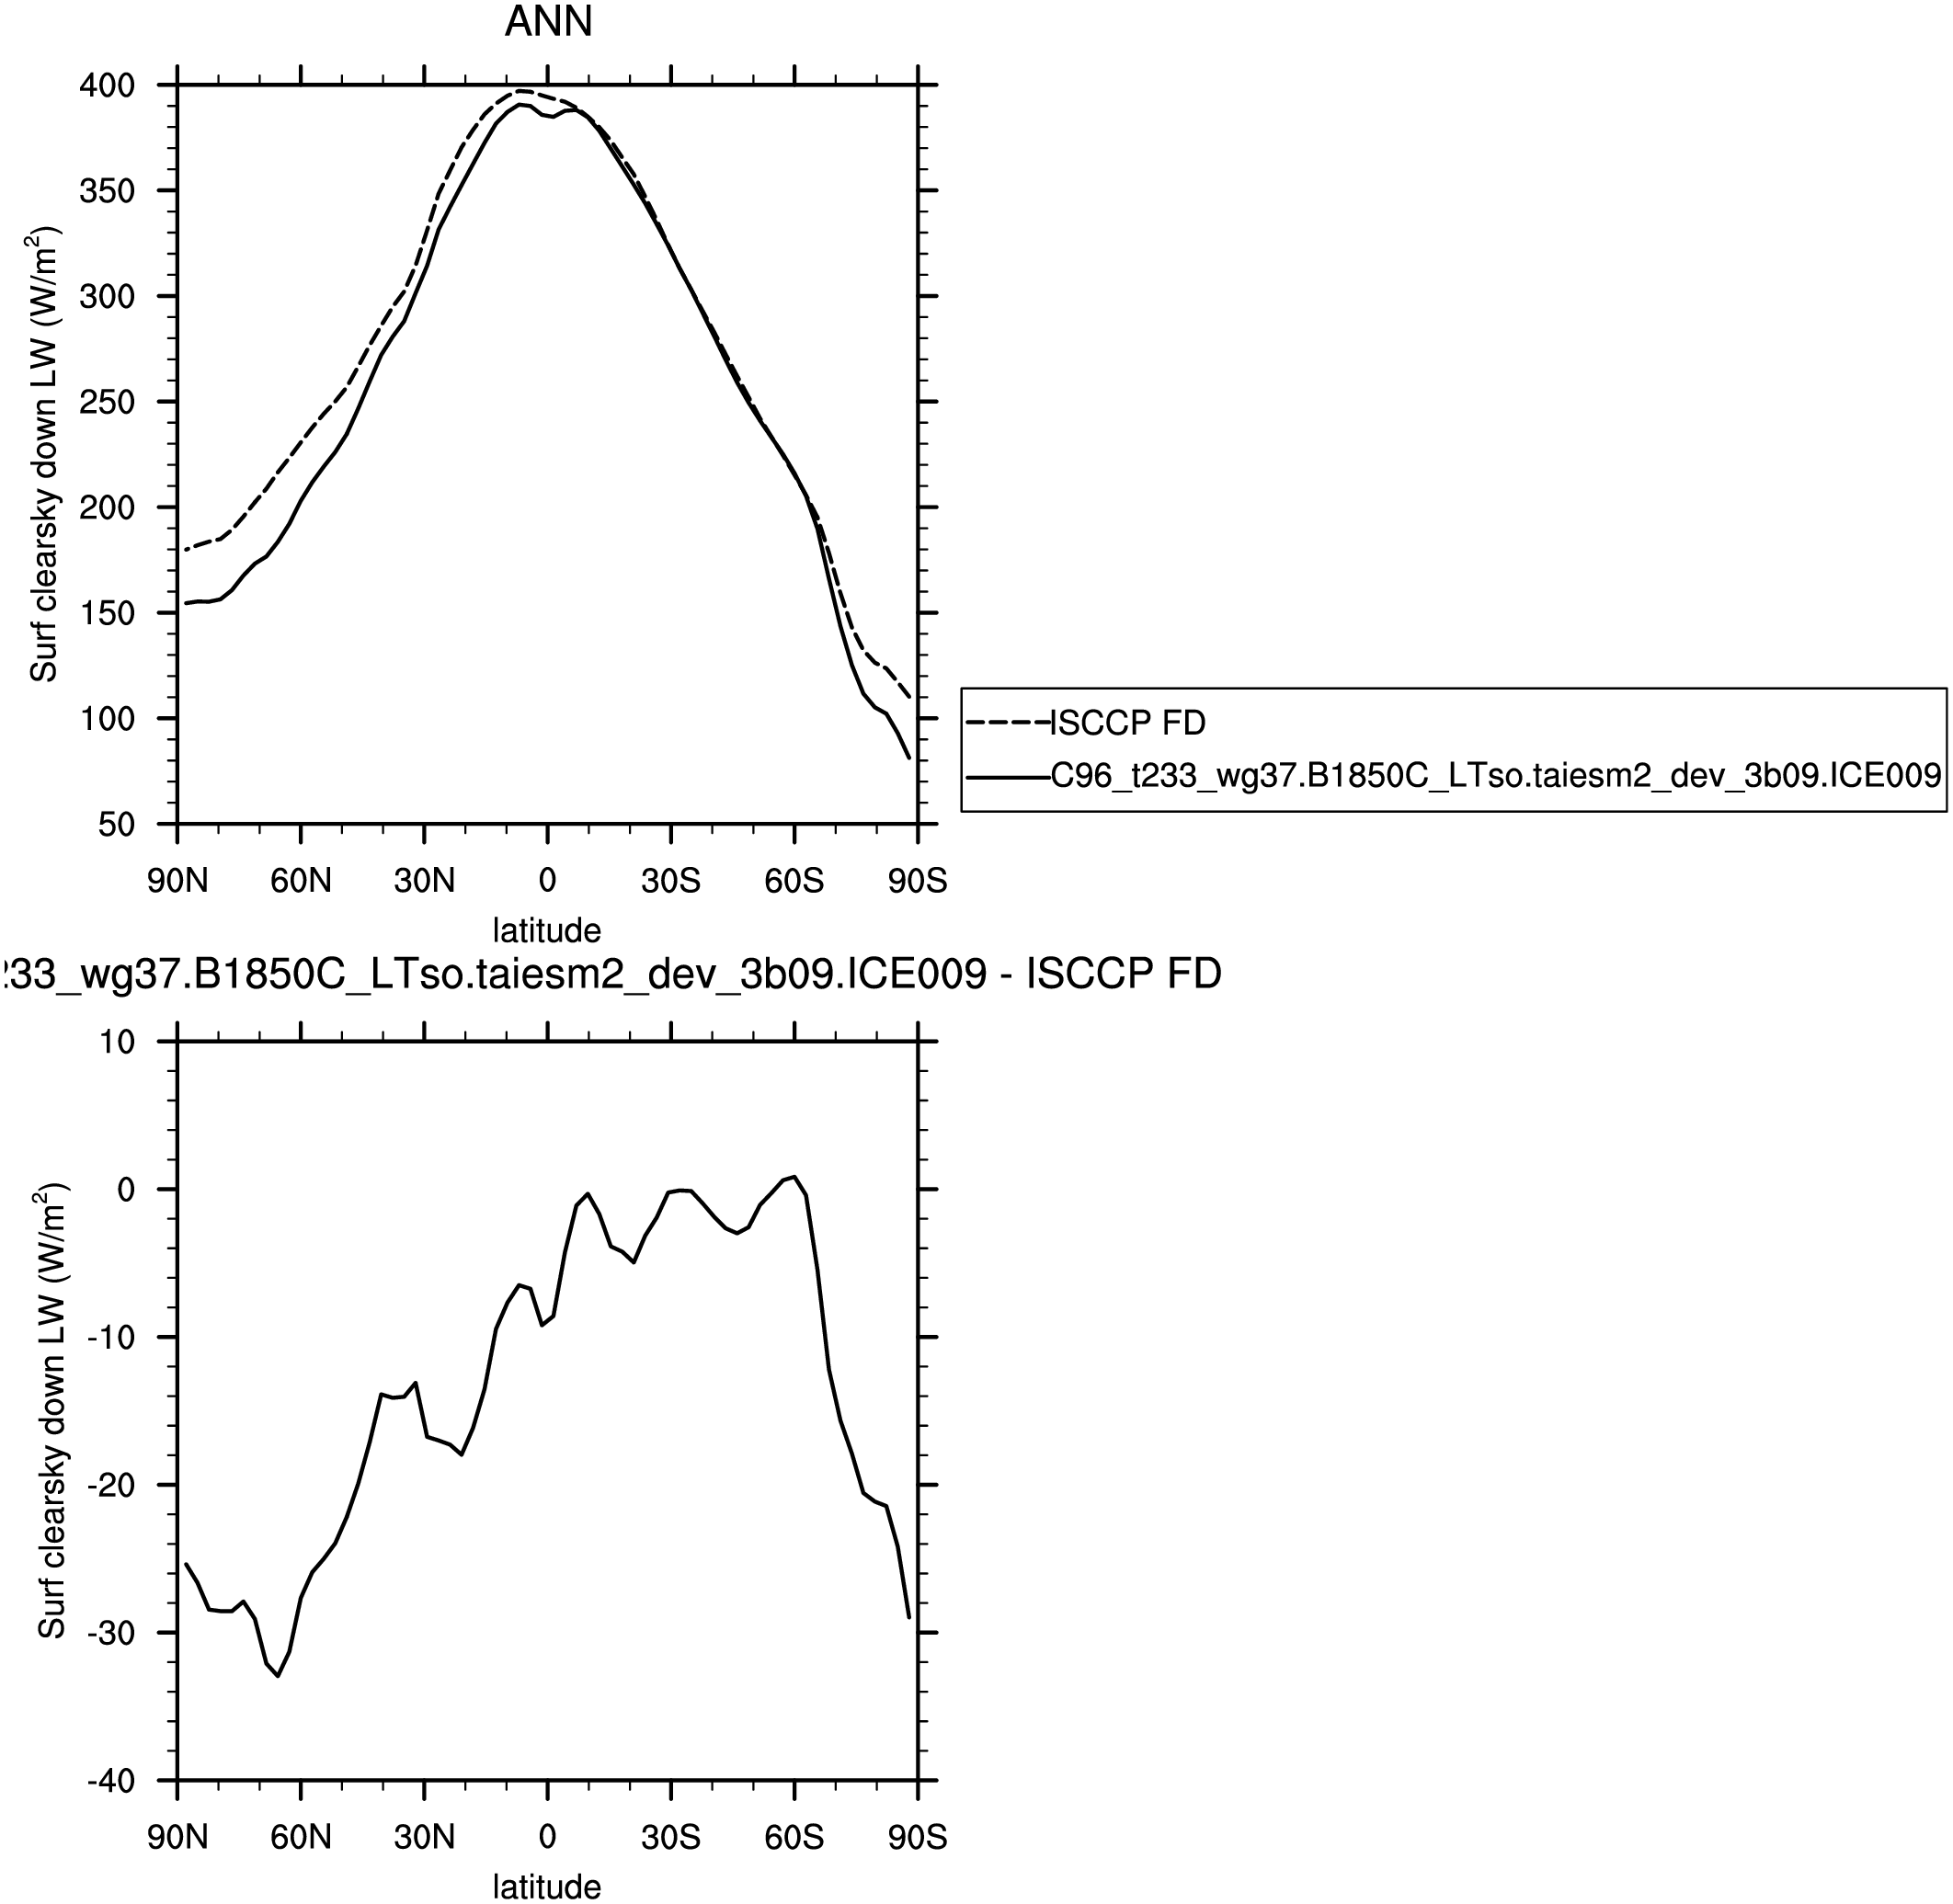 ANN
400
350
300
250
200
150
100
50
Surf clearsky down LW (W/m²)
90N 60N 30N 0 30S 60S 90S
latitude
ISCCP FD
C96_t233_wg37.B1850C_LTso.taiesm2_dev_3b09.ICE009
:33_wg37.B1850C_LTso.taiesm2_dev_3b09.ICE009 - ISCCP FD
10
0
-10
-20
-30
-40
Surf clearsky down LW (W/m²)
90N 60N 30N 0 30S 60S 90S
latitude